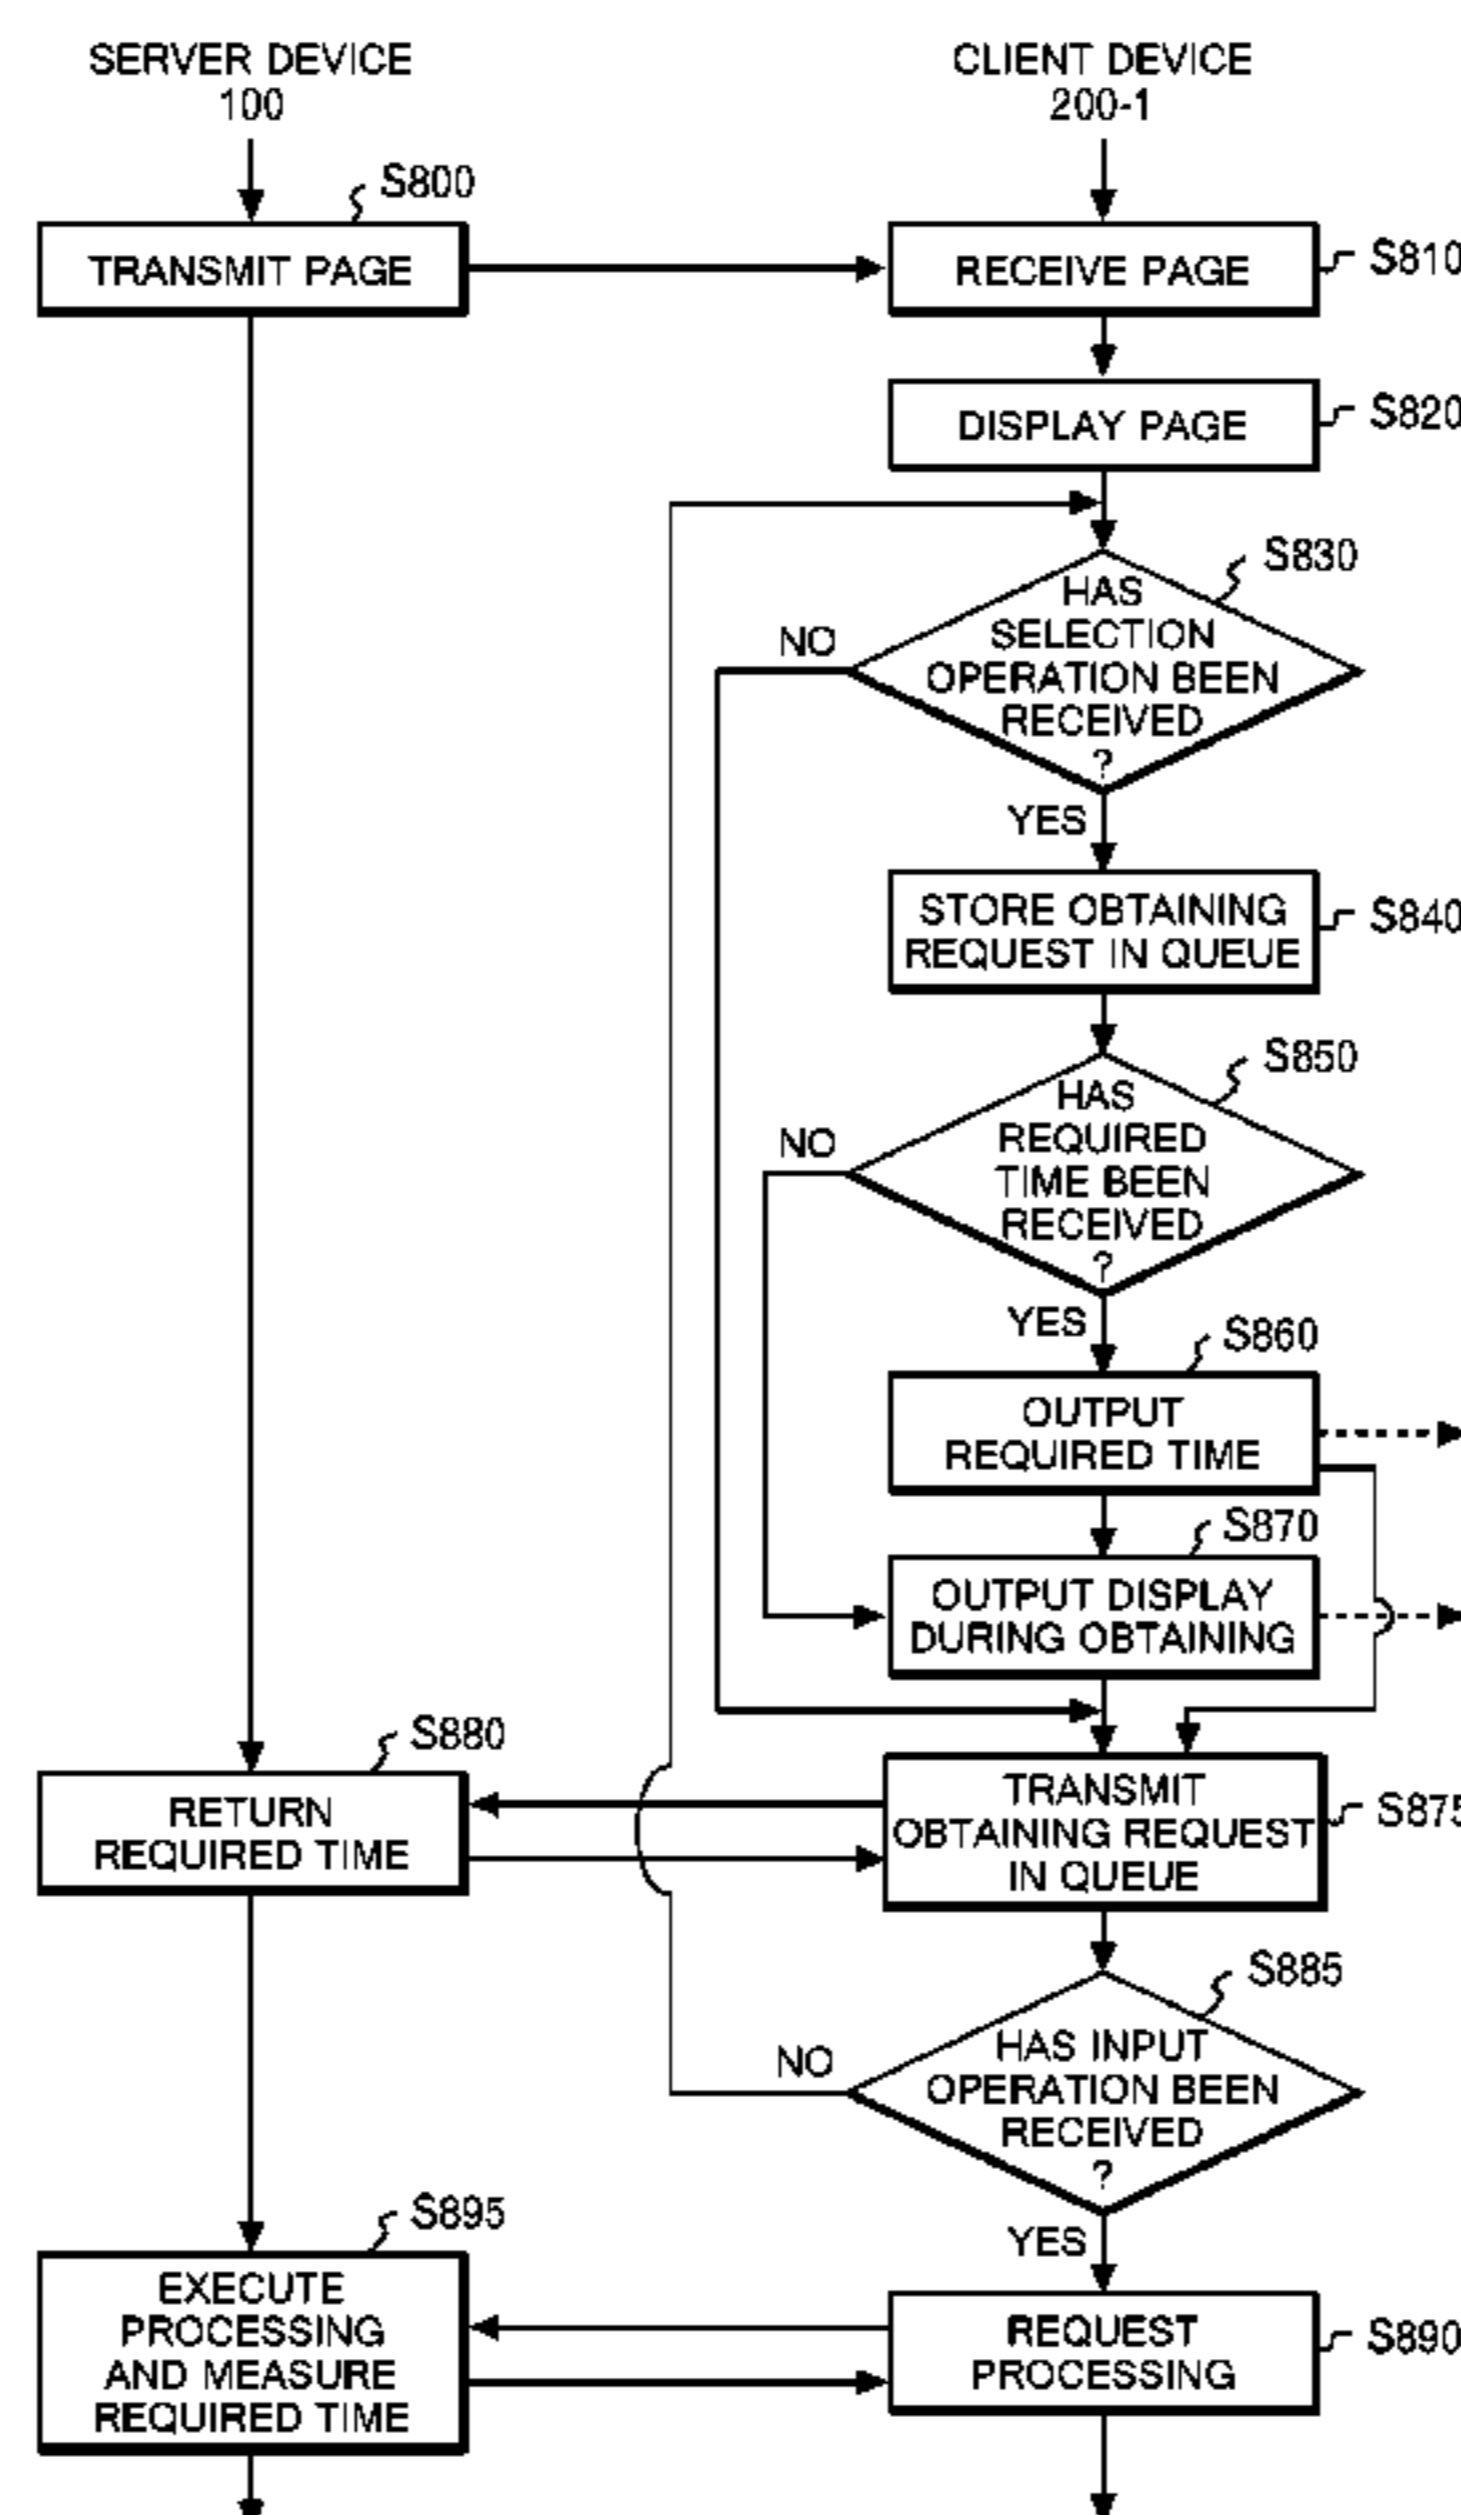 SERVER DEVICE
100
CLIENT DEVICE
200-1
S800
TRANSMIT PAGE
RECEIVE PAGE
S810
DISPLAY PAGE
S820
S830
HAS
SELECTION
OPERATION BEEN
RECEIVED
?
NO
YES
STORE OBTAINING
REQUEST IN QUEUE
S840
S850
HAS
REQUIRED
TIME BEEN
RECEIVED
?
NO
YES
S860
OUTPUT
REQUIRED TIME
S870
OUTPUT DISPLAY
DURING OBTAINING
S880
RETURN
REQUIRED TIME
TRANSMIT
OBTAINING REQUEST
IN QUEUE
S875
S885
HAS INPUT
OPERATION BEEN
RECEIVED
?
NO
YES
S895
EXECUTE
PROCESSING
AND MEASURE
REQUIRED TIME
REQUEST
PROCESSING
S890